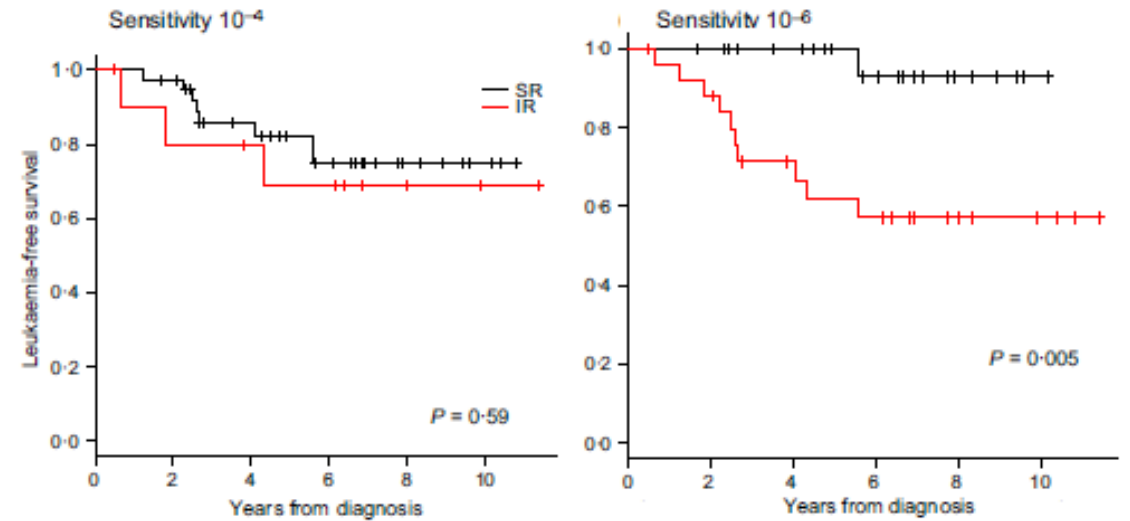 Sensitivity 10–4
1·0
0·8
0·6
0·4
0·2
0·0
Leukaemia-free survival
SR
IR
P = 0·59
0 2 4 6 8 10
Years from diagnosis
Sensitivity 10–6
1·0
0·8
0·6
0·4
0·2
0·0
P = 0·005
0 2 4 6 8 10
Years from diagnosis